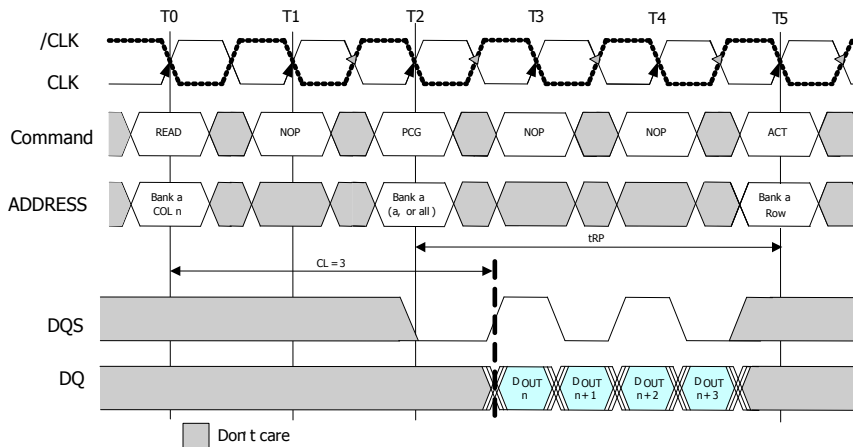 T0 T1 T2 T3 T4 T5
/CLK
CLK
Command READ NOP PCG NOP NOP ACT
ADDRESS Bank a COL n Bank a (a, or all) Bank a Row
tRP
CL = 3
DQS
DQ DOUT n DOUT n+1 DOUT n+2 DOUT n+3
Don't care